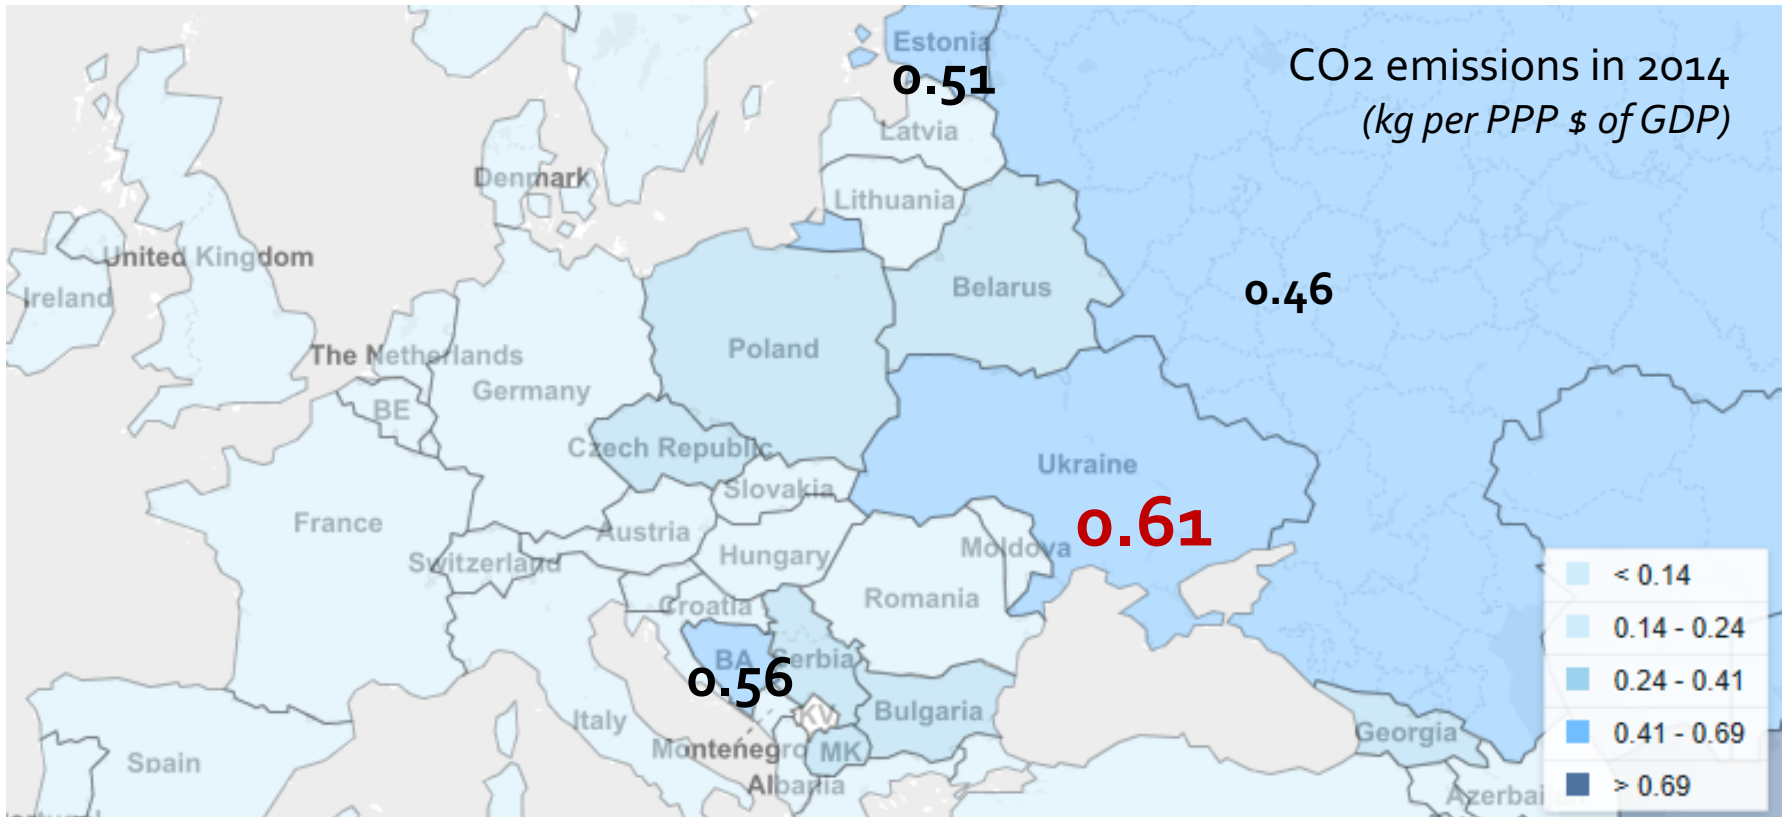 Estonia
0.51
CO2 emissions in 2014
(kg per PPP $ of GDP)
Latvia
Denmark
Lithuania
United Kingdom
Ireland
Belarus
0.46
Poland
The Netherlands
Germany
BE
Czech Republic
Ukraine
Slovakia
France
Austria
0.61
Switzerland
Hungary
Moldova
Croatia
Romania
BA
Serbia
0.56
KV
Bulgaria
Italy
Montenegro
MK
Georgia
Spain
Albania
Azerbai
< 0.14
0.14 - 0.24
0.24 - 0.41
0.41 - 0.69
> 0.69